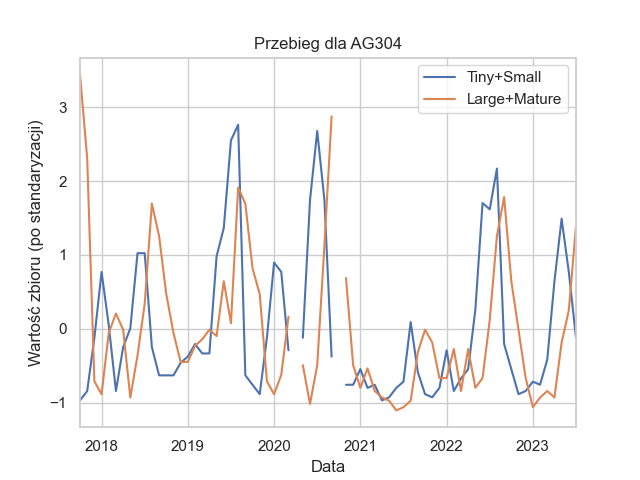 Przebieg dla AG304
Tiny+Small
Large+Mature
Wartość zbioru (po standaryzacji)
3
2
1
0
−1
2018 2019 2020 2021 2022 2023
Data